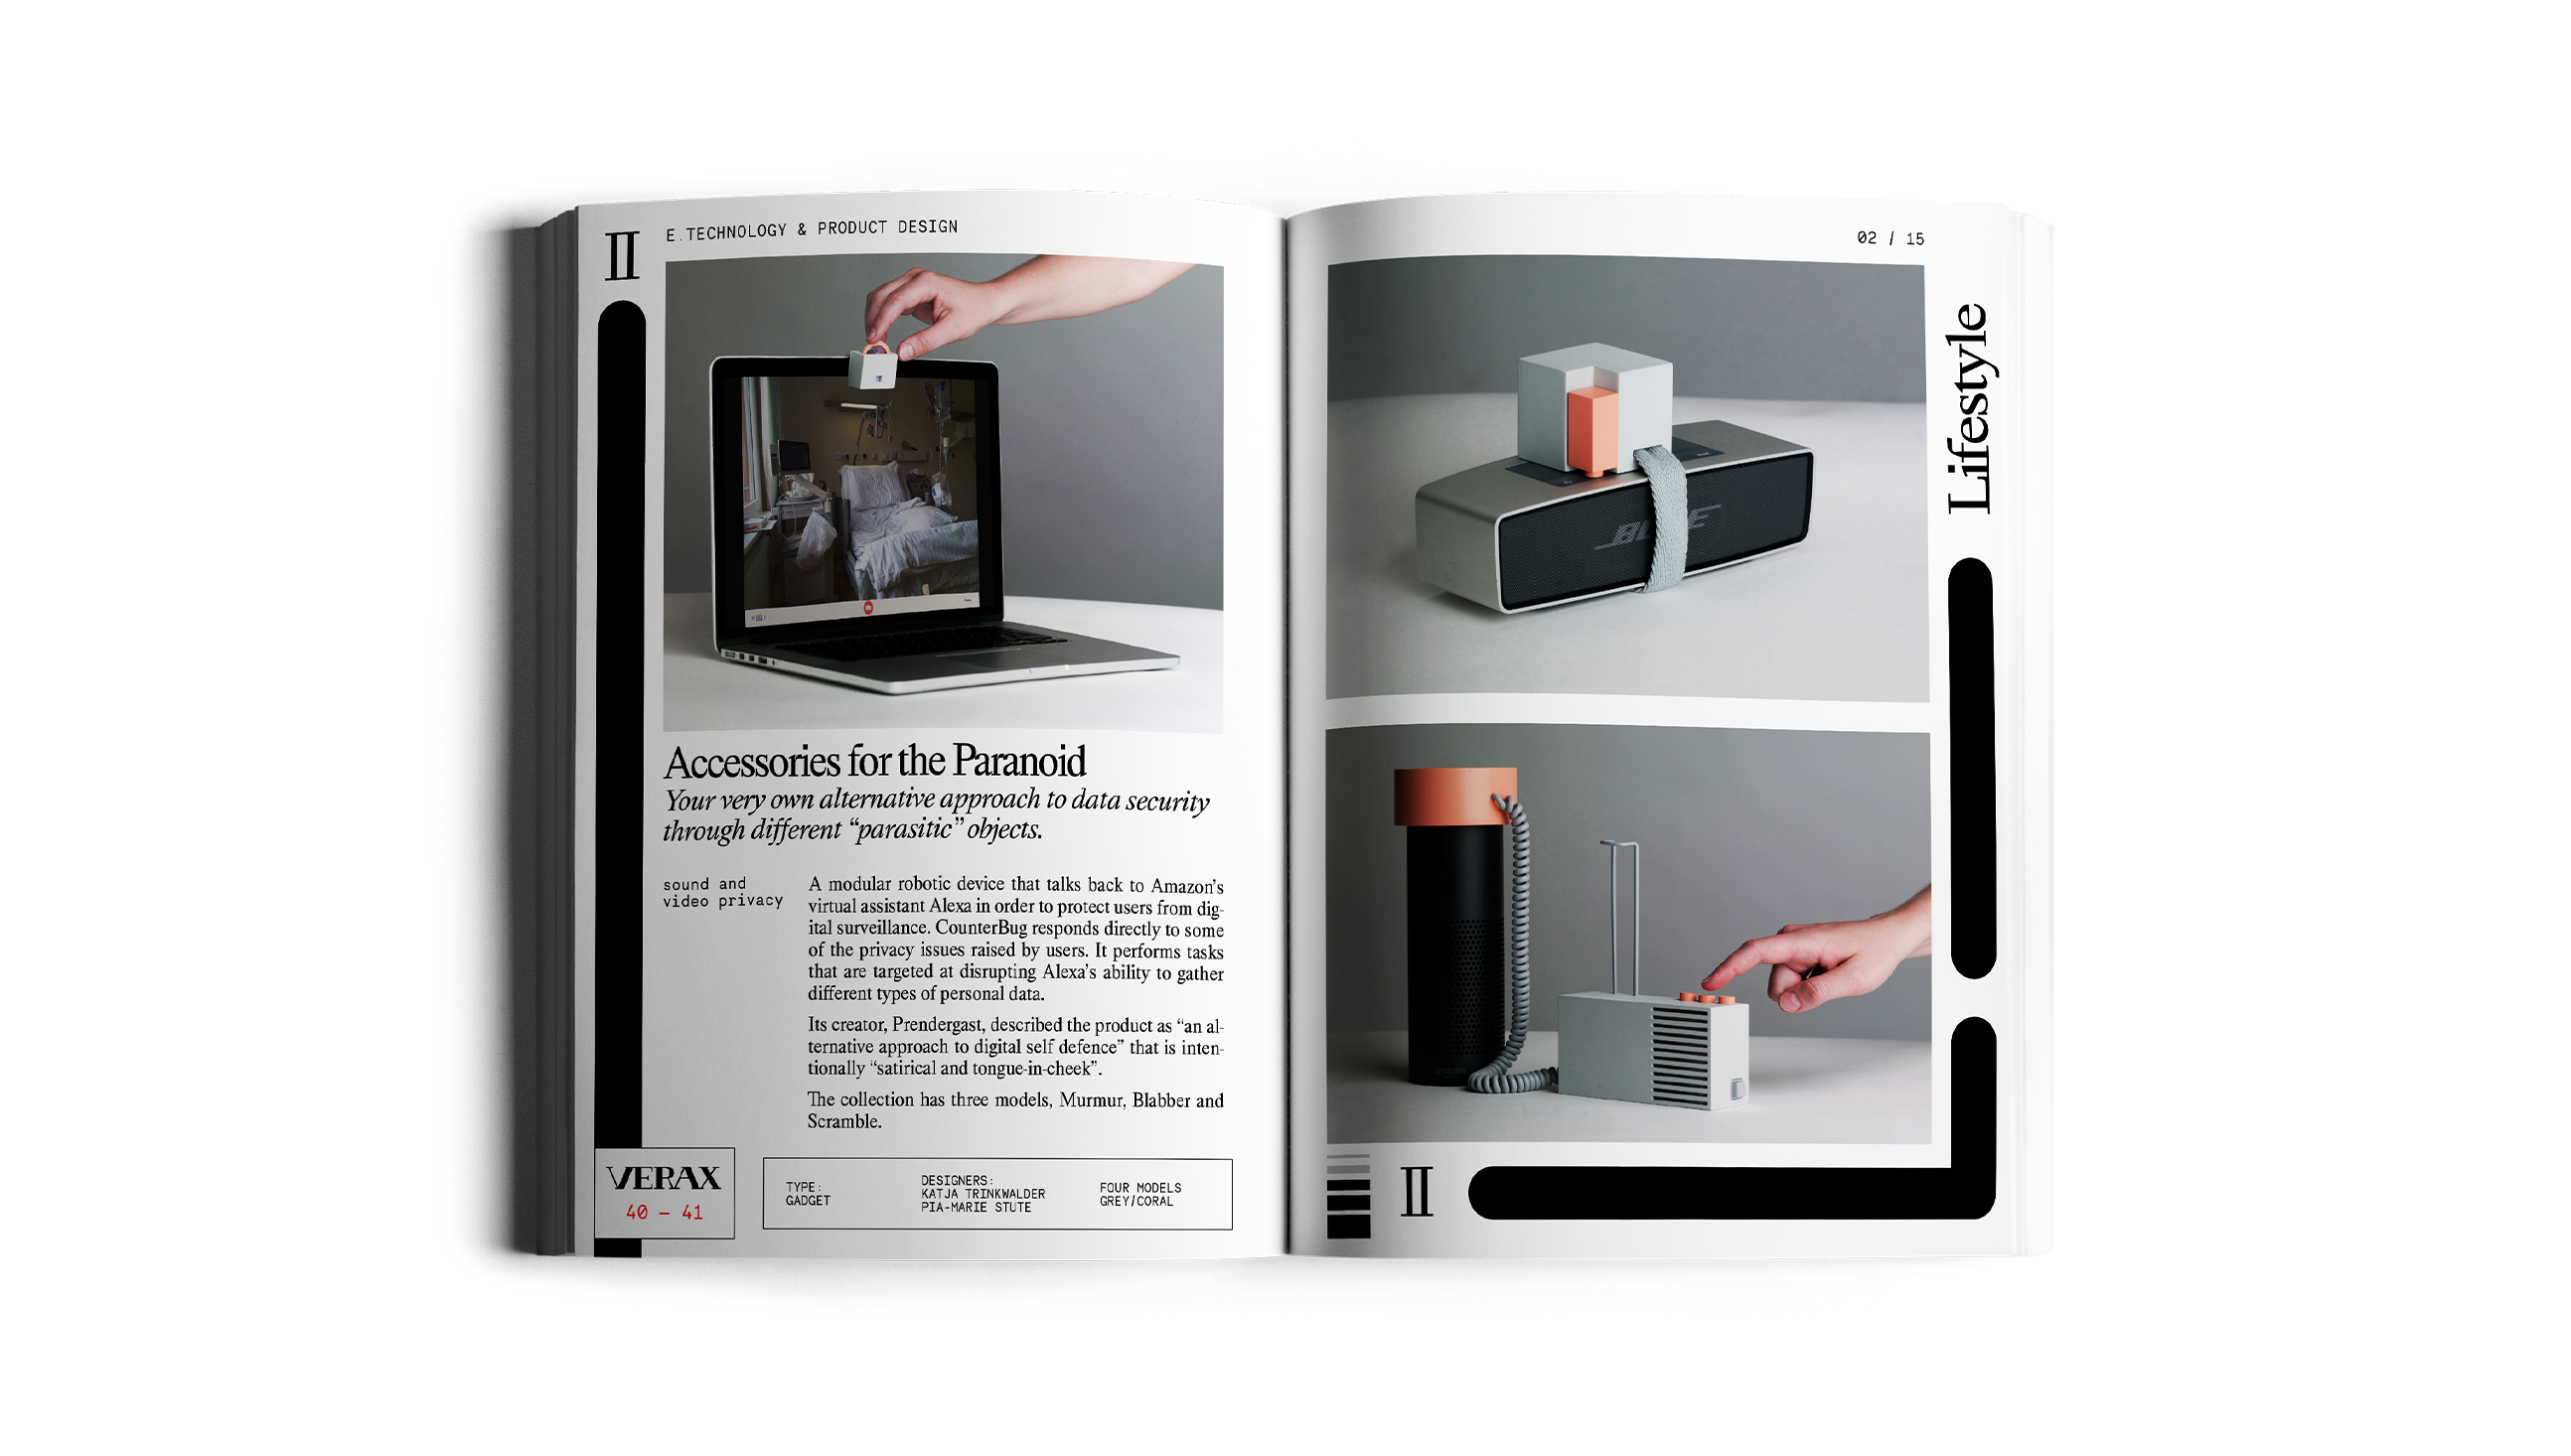 II
E.TECHNOLOGY & PRODUCT DESIGN
Accessories for the Paranoid
Your very own alternative approach to data security
through different “parasitic” objects.
sound and
video privacy
A modular robotic device that talks back to Amazon’s
virtual assistant Alexa in order to protect users from dig-
ital surveillance. CounterBug responds directly to some
of the privacy issues raised by users. It performs tasks
that are targeted at disrupting Alexa’s ability to gather
different types of personal data.
Its creator, Prendergast, described the product as “an al-
ternative approach to digital self defence” that is inten-
tionally “satirical and tongue-in-cheek”.
The collection has three models, Murmur, Blabber and
Scramble.
VERAX
40 – 41
TYPE:
GADGET
DESIGNERS:
KATJA TRINKWALDER
PIA-MARIE STUTE
FOUR MODELS
GREY/CORAL
02 / 15
Lifestyle
amazon
II